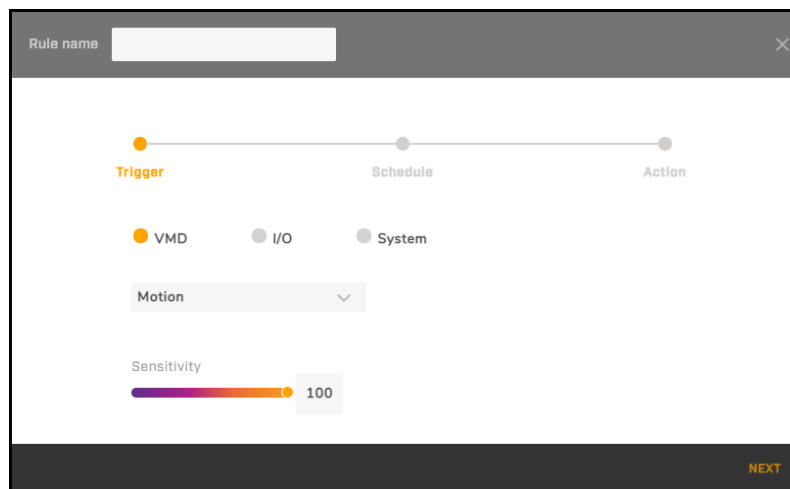 Rule name
Trigger Schedule Action
VMD I/O System
Motion
Sensitivity
100
NEXT